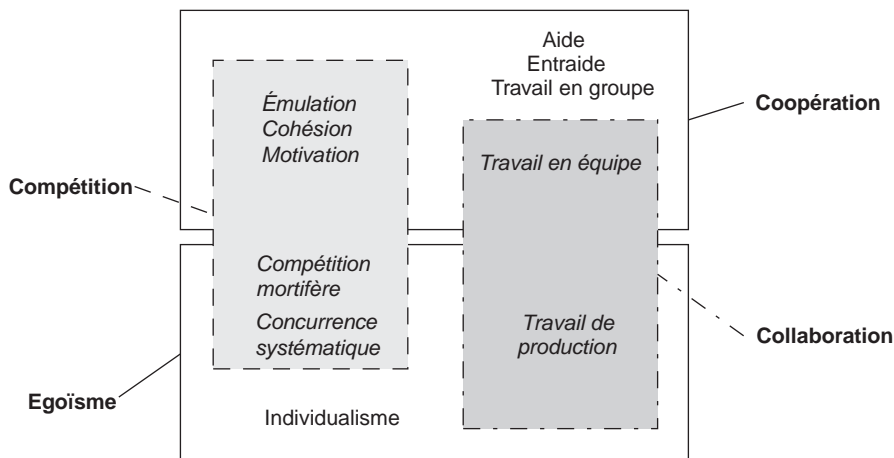 Aide
Entraide
Travail en groupe
Émulation
Cohésion
Motivation
Coopération
Travail en équipe
Compétition
Compétition
mortifère
Concurrence
systématique
Travail de
production
Collaboration
Egoïsme
Individualisme